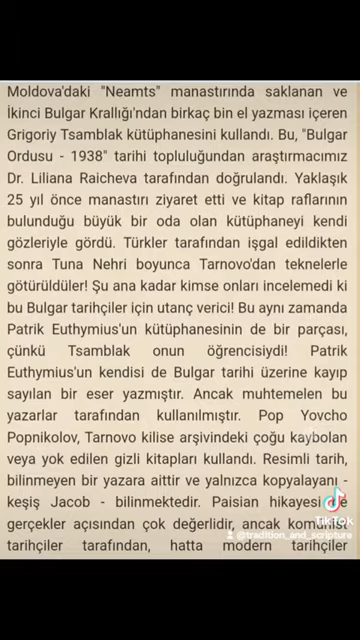 Moldova'daki "Neamts" manastırında saklanan ve
İkinci Bulgar Krallığı'ndan birkaç bin el yazması içeren
Grigoriy Tsamblak kütüphanesini kullandı. Bu, "Bulgar
Ordusu - 1938" tarihi topluluğundan araştırmacımız
Dr. Liliana Raicheva tarafından doğrulandı. Yaklaşık
25 yıl önce manastırı ziyaret etti ve kitap raflarının
bulunduğu büyük bir oda olan kütüphaneyi kendi
gözleriyle gördü. Türkler tarafından işgal edildikten
sonra Tuna Nehri boyunca Tarnovo'dan teknelerle
götürüldüler! Şu ana kadar kimse onları incelemedi ki
bu Bulgar tarihçiler için utanç verici! Bu aynı zamanda
Patrik Euthymius'un kütüphanesinin de bir parçası,
çünkü Tsamblak onun öğrencisiydi! Patrik
Euthymius'un kendisi de Bulgar tarihi üzerine kayıp
sayılan bir eser yazmıştır. Ancak muhtemelen bu
yazarlar tarafından kullanılmıştır. Pop Yovcho
Popnikolov, Tarnovo kilise arşivindeki çoğu kaybolan
veya yok edilen gizli kitapları kullandı. Resimli tarih,
bilinmeyen bir yazara aittir ve yalnızca kopyalayanı -
keşiş Jacob - bilinmektedir. Paisian hikayesi ve
gerçekler açısından çok değerlidir, ancak komünist
tarihçiler tarafından, hatta modern tarihçiler
TikTok
@tradition_and_scripture